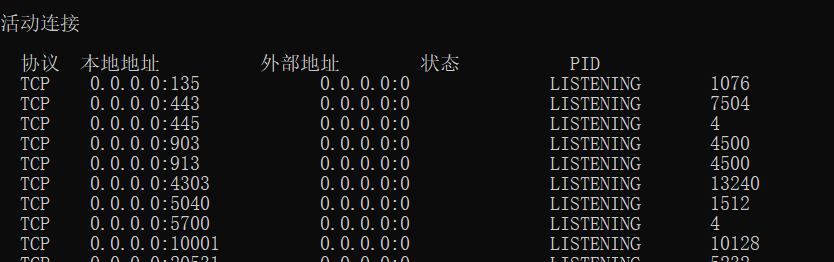 活动连接
协议 本地地址 外部地址 状态 PID
TCP 0.0.0.0:135 0.0.0.0:0 LISTENING 1076
TCP 0.0.0.0:443 0.0.0.0:0 LISTENING 7504
TCP 0.0.0.0:445 0.0.0.0:0 LISTENING 4
TCP 0.0.0.0:903 0.0.0.0:0 LISTENING 4500
TCP 0.0.0.0:913 0.0.0.0:0 LISTENING 4500
TCP 0.0.0.0:4303 0.0.0.0:0 LISTENING 13240
TCP 0.0.0.0:5040 0.0.0.0:0 LISTENING 1512
TCP 0.0.0.0:5700 0.0.0.0:0 LISTENING 4
TCP 0.0.0.0:10001 0.0.0.0:0 LISTENING 10128
TCP 0.0.0.0:0 LISTENING